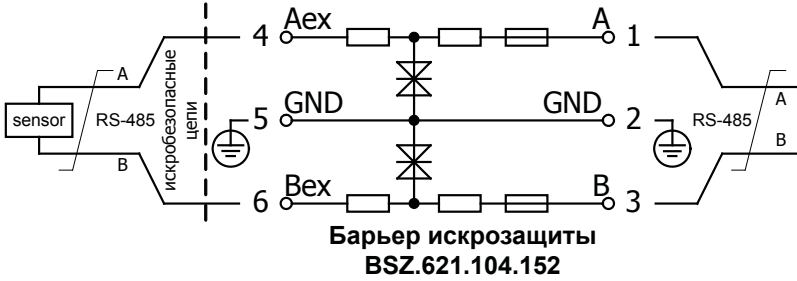 4 Aex A 1
A
искробезопасные
цепи
sensor RS-485
B
5 GND GND 2
RS-485
A
B
6 Bex B 3
Барьер искрозащиты
BSZ.621.104.152